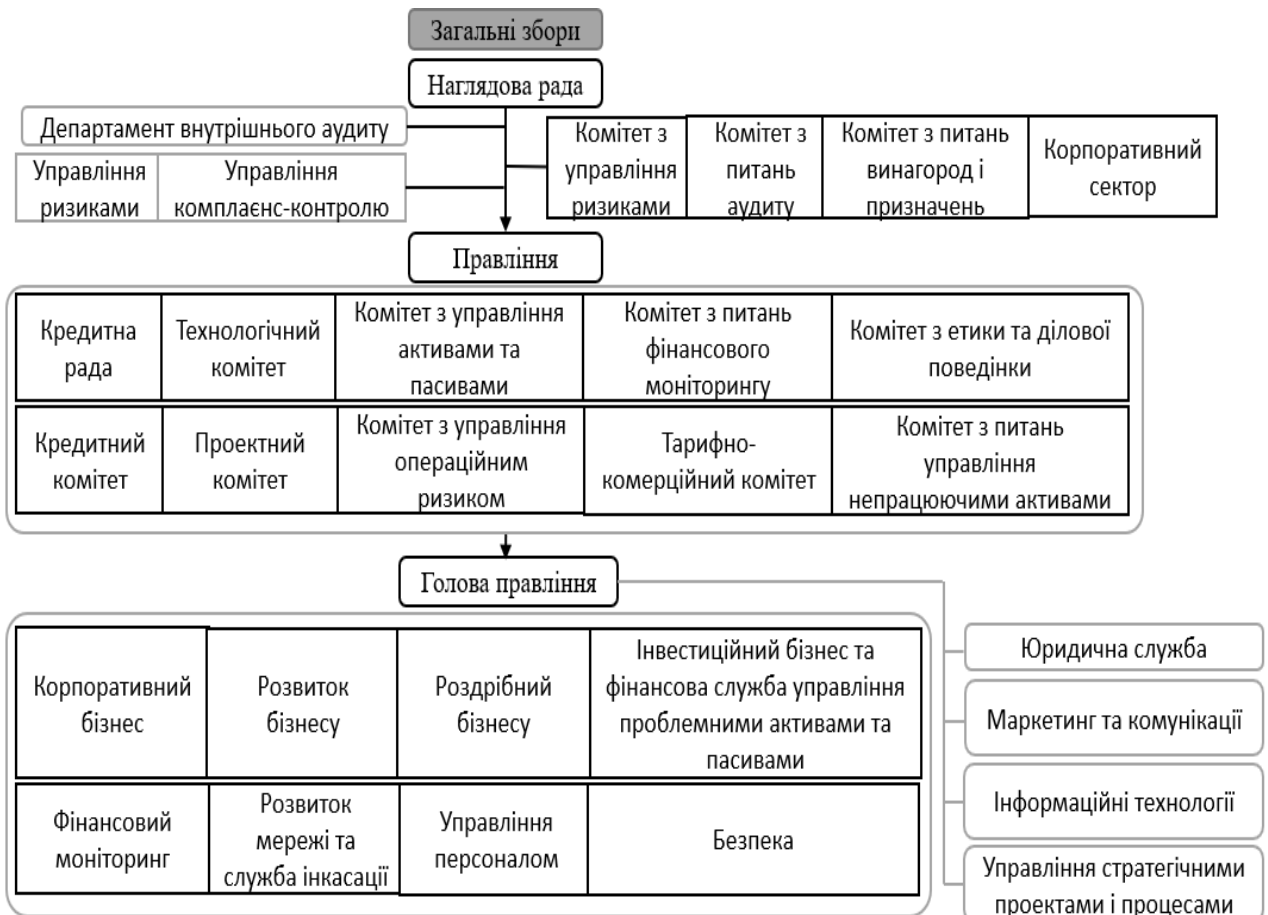 Загальні збори
Наглядова рада
Департамент внутрішнього аудиту
Управління
ризиками
Управління
комплаєнс-контролю
Комітет з
управління
ризиками
Комітет з
питань
аудиту
Комітет з питань
винагород і
призначень
Корпоративний
сектор
Правління
Кредитна
рада
Технологічний
комітет
Комітет з управління
активами та
пасивами
Комітет з питань
фінансового
моніторингу
Комітет з етики та ділової
поведінки
Кредитний
комітет
Проектний
комітет
Комітет з управління
операційним
ризиком
Тарифно-
комерційний комітет
Комітет з питань
управління
непрацюючими активами
Голова правління
Корпоративний
бізнес
Розвиток
бізнесу
Роздрібний
бізнесу
Інвестиційний бізнес та
фінансова служба управління
проблемними активами та
пасивами
Фінансовий
моніторинг
Розвиток
мережі та
служба інкасації
Управління
персоналом
Безпека
Юридична служба
Маркетинг та комунікації
Інформаційні технології
Управління стратегічними
проектами і процесами